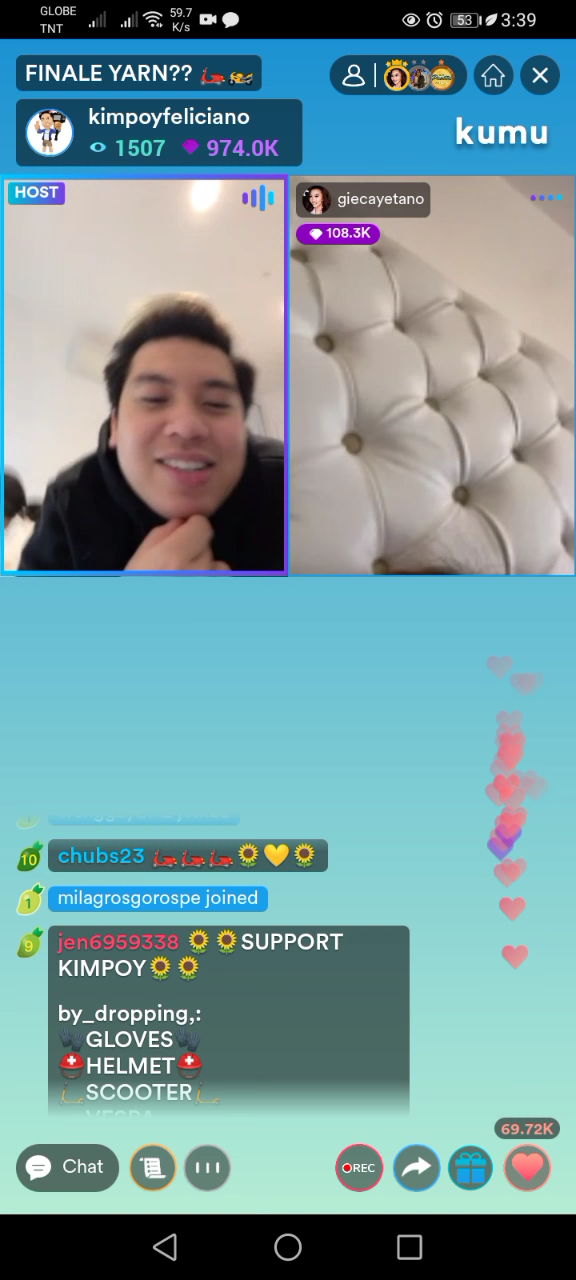 GLOBE
TNT
59.7
K/s
53
3:39
FINALE YARN??
kimpoyfeliciano
1507 974.0K
kumu
HOST
giecayetano
108.3K
10 chubs23
1 milagrosgorospe joined
9 jen6959338 SUPPORT
KIMPOY
by_dropping,:
GLOVES
HELMET
SCOOTER
VESPA
69.72K
Chat
REC